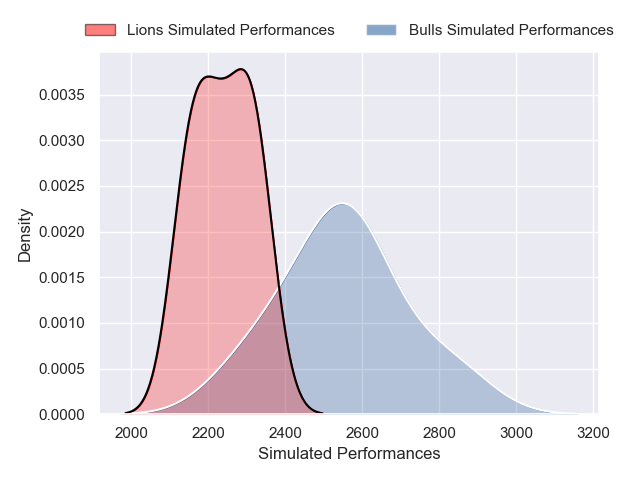 Lions Simulated Performances Bulls Simulated Performances
0.0035
0.0030
0.0025
0.0020
0.0015
0.0010
0.0005
0.0000
Density
2000 2200 2400 2600 2800 3000 3200
Simulated Performances